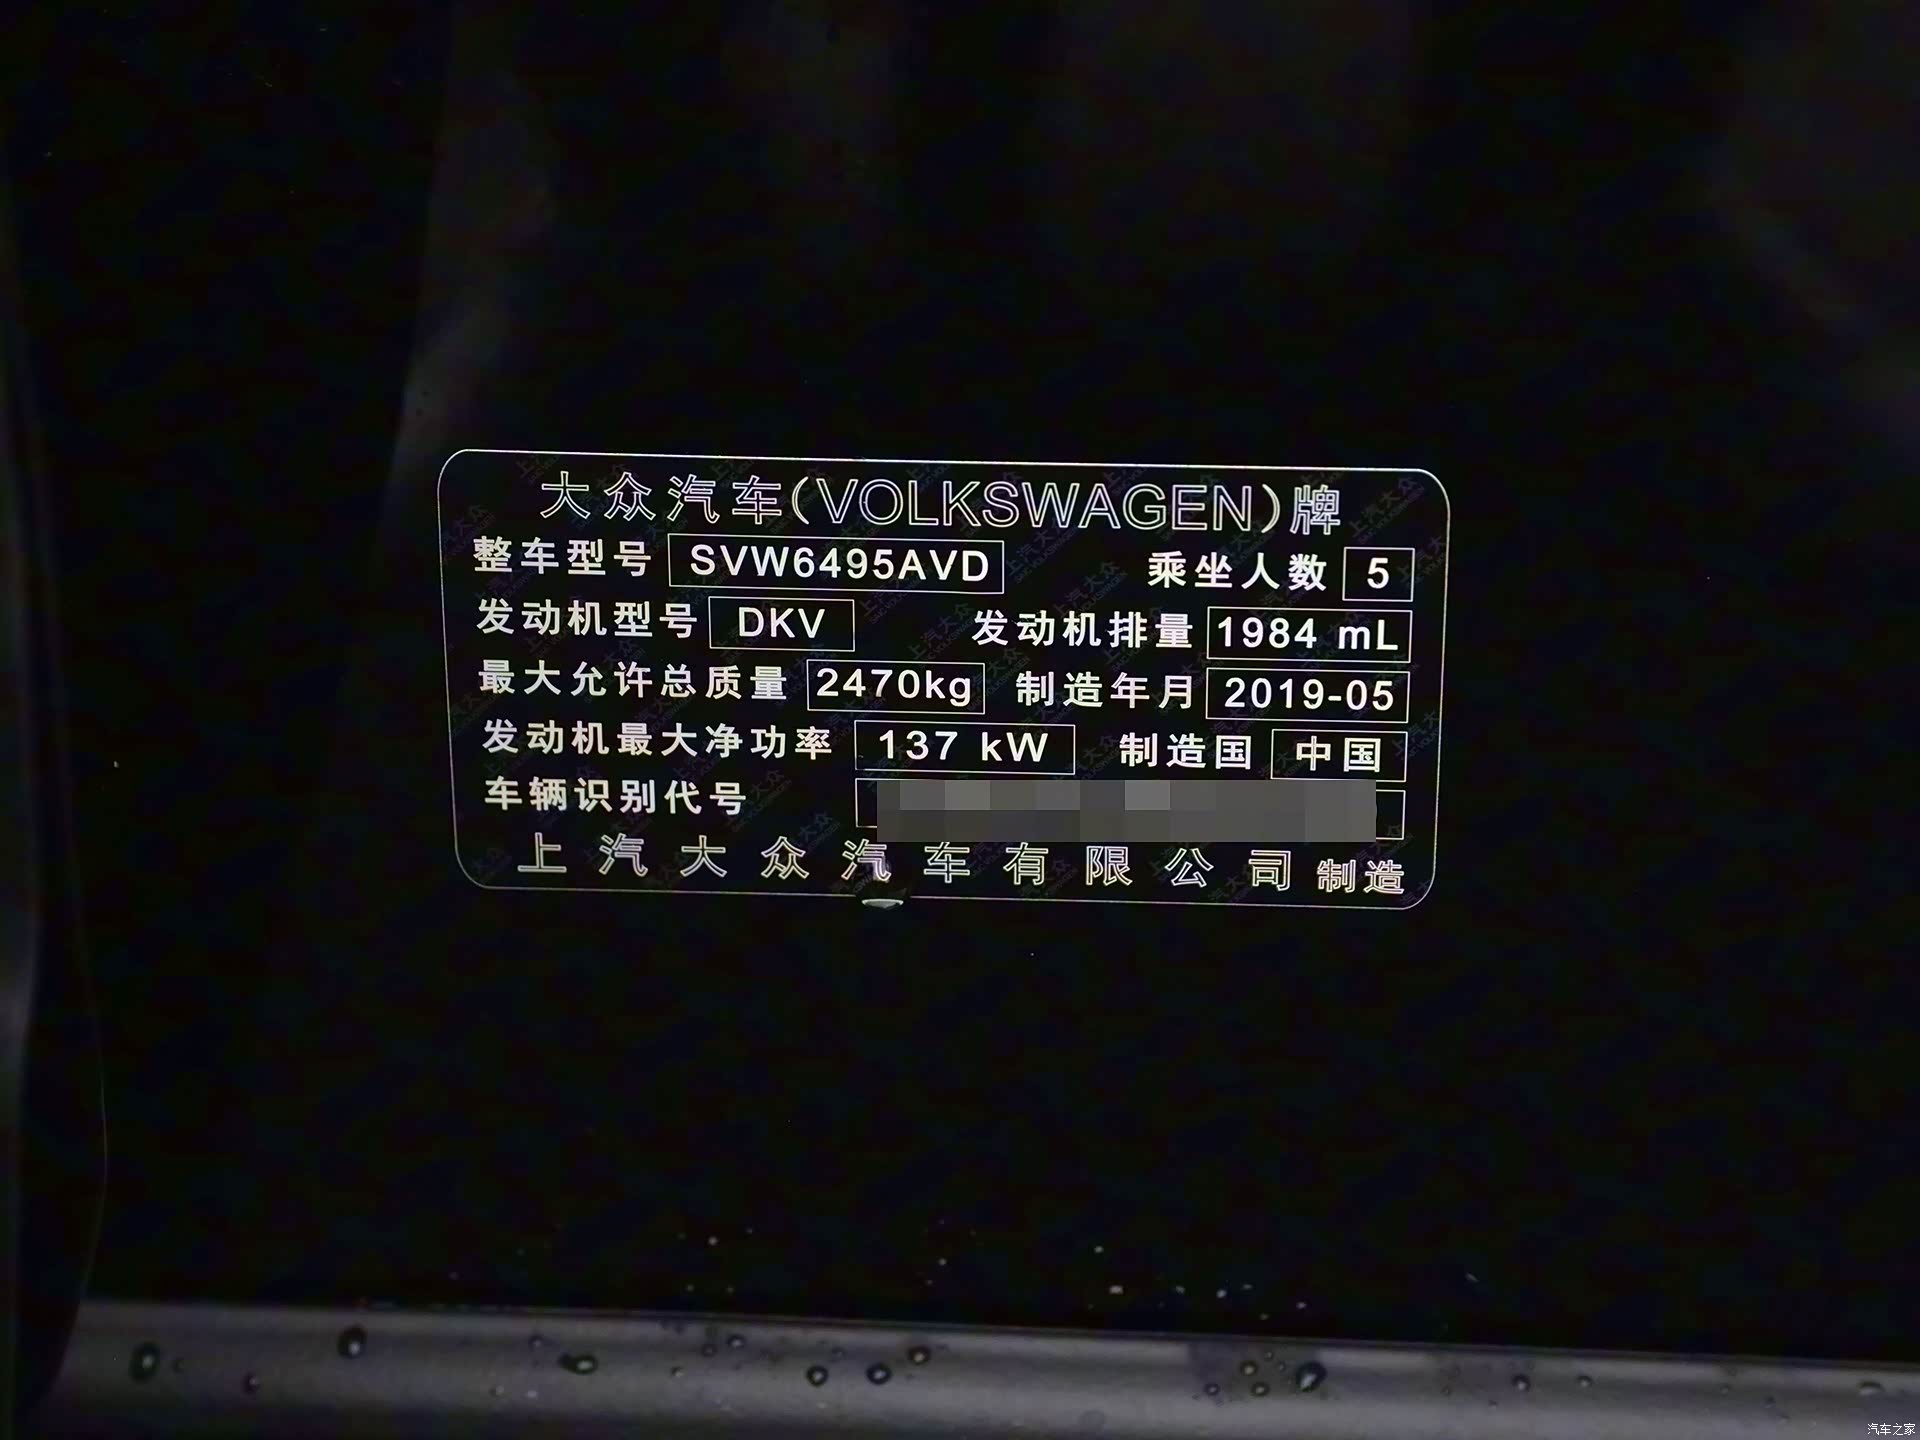 大众汽车(VOLKSWAGEN)牌
整车型号 SVW6495AVD 乘坐人数 5
发动机型号 DKV 发动机排量 1984 mL
最大允许总质量 2470kg 制造年月 2019-05
发动机最大净功率 137 kW 制造国 中国
车辆识别代号
上汽大众汽车有限公司 制造
汽车之家